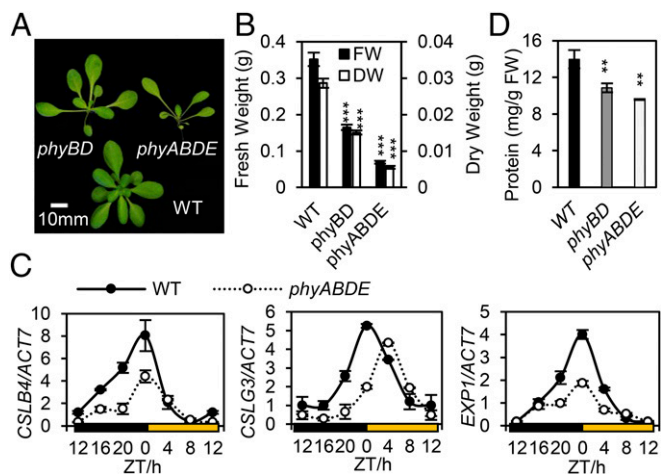 A
phyBD
phyABDE
WT
10mm
B
FW
DW
Fresh Weight (g)
0.4
0.3
0.2
0.1
0
Dry Weight (g)
0.04
0.03
0.02
0.01
0
***
***
***
***
WT
phyBD
phyABDE
D
Protein (mg/g FW)
16
12
8
4
0
**
**
WT
phyBD
phyABDE
C
WT
phyABDE
CSLB4/ACT7
10
8
6
4
2
0
12 16 20 0 4 8 12
ZT/h
CSLG3/ACT7
6
5
4
3
2
1
0
12 16 20 0 4 8 12
ZT/h
EXP1/ACT7
5
4
3
2
1
0
12 16 20 0 4 8 12
ZT/h